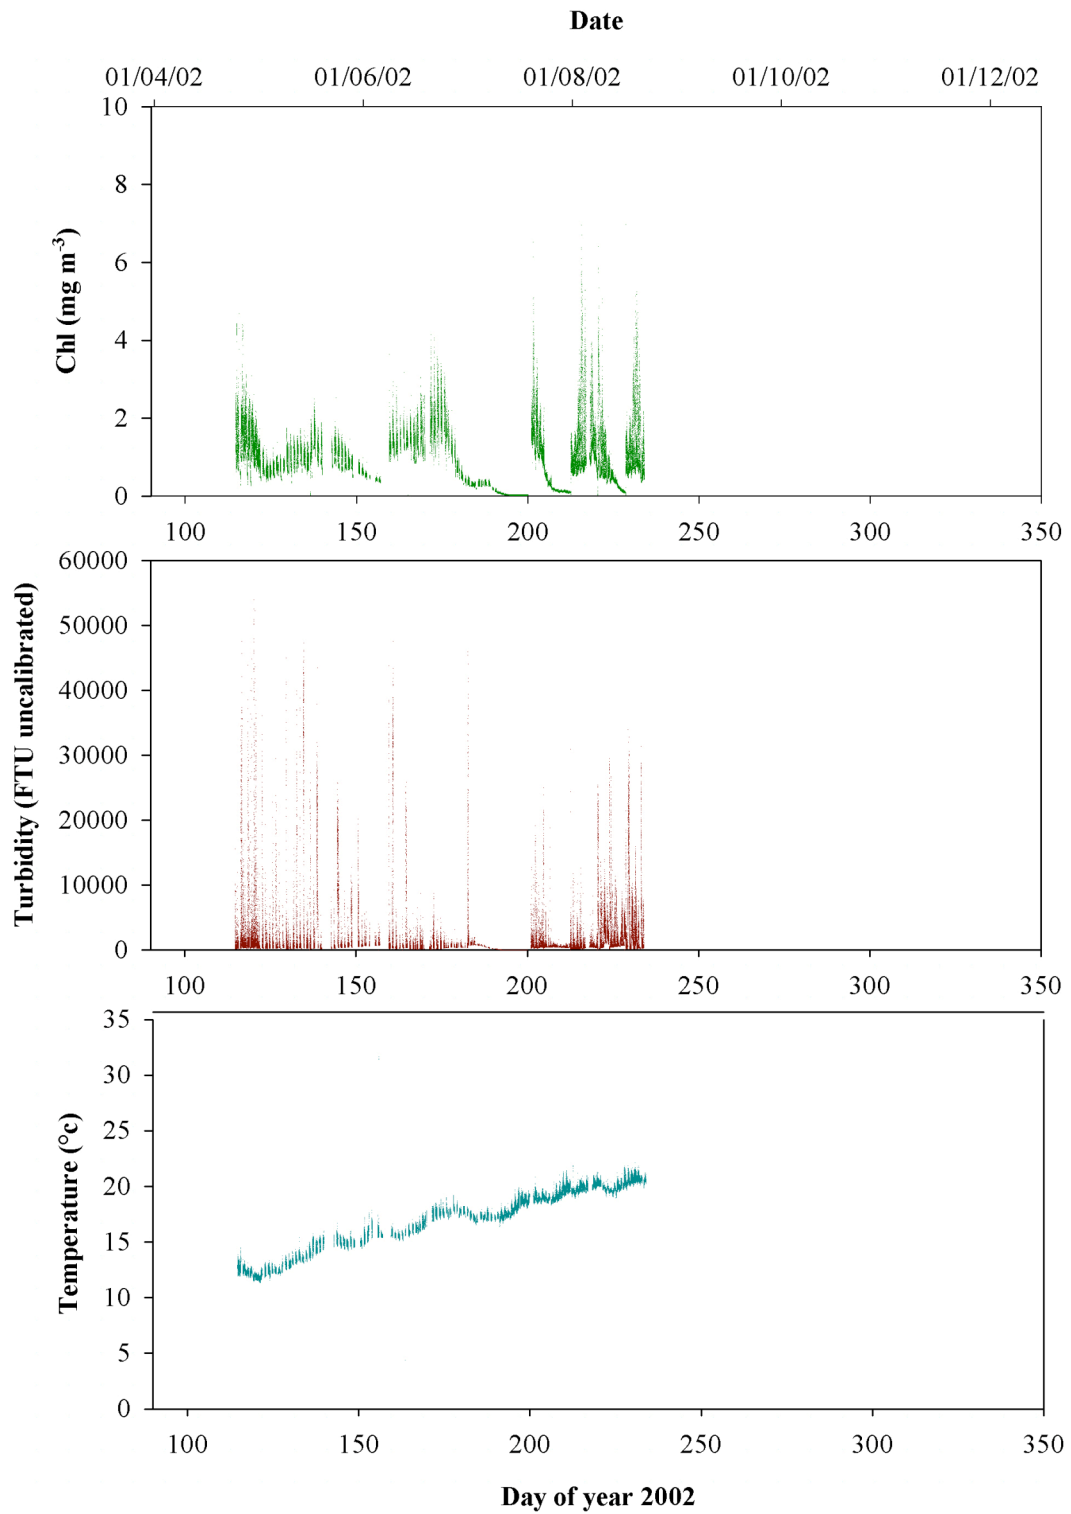 Date
01/04/02 01/06/02 01/08/02 01/10/02 01/12/02
10
8
6
4
2
0
Chl (mg m-3)
100 150 200 250 300 350
60000
50000
40000
30000
20000
10000
0
Turbidity (FTU uncalibrated)
100 150 200 250 300 350
35
30
25
20
15
10
5
0
Temperature (°c)
100 150 200 250 300 350
Day of year 2002